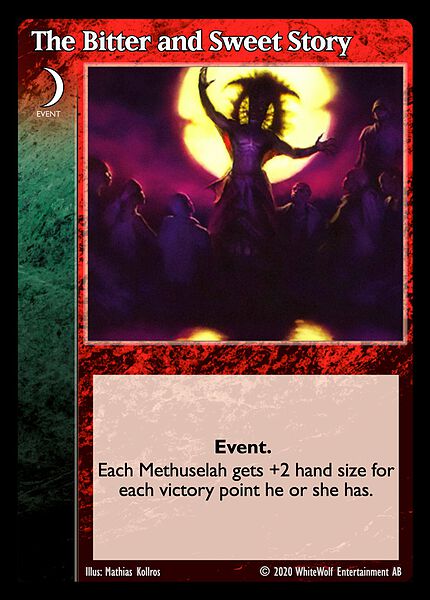 The Bitter and Sweet Story
EVENT
Event.
Each Methuselah gets +2 hand size for
each victory point he or she has.
Illus: Mathias Kollros © 2020 WhiteWolf Entertainment AB